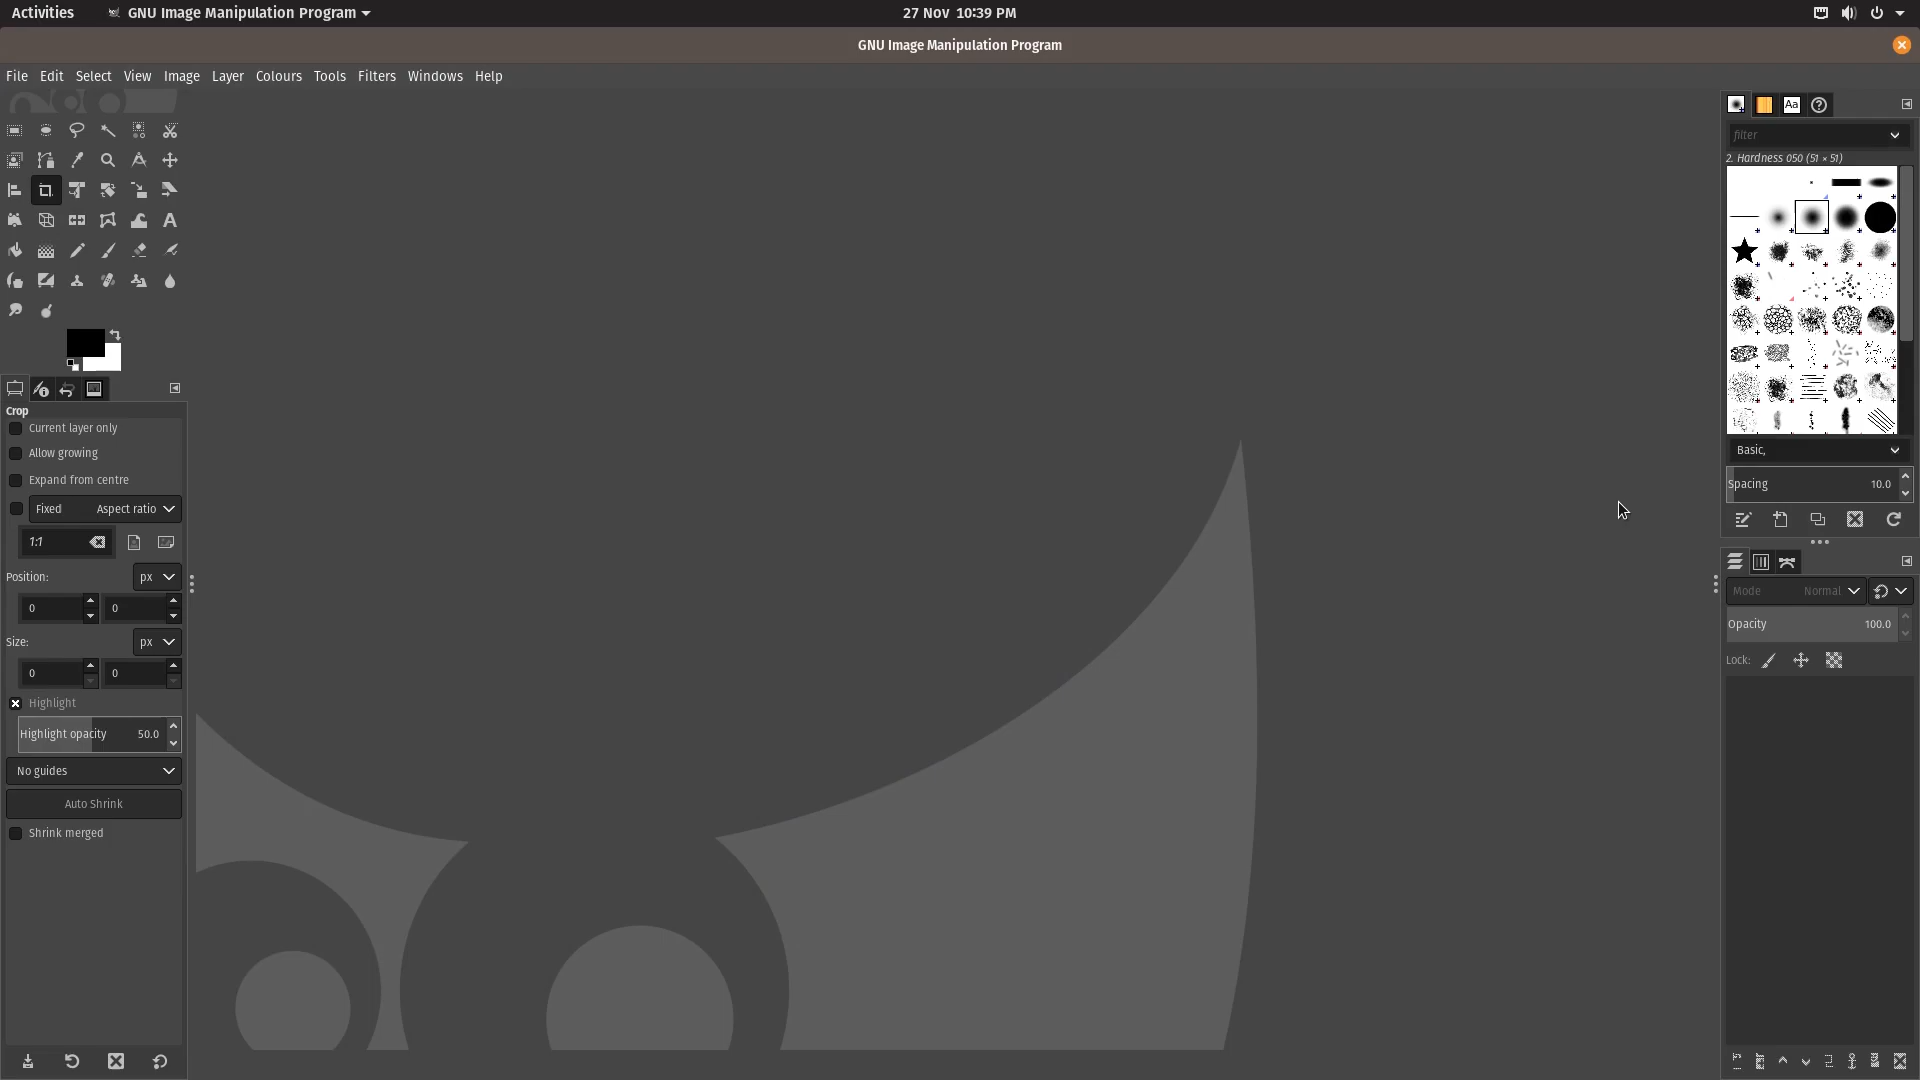 Activities GNU Image Manipulation Program 27 Nov 10:39 PM
GNU Image Manipulation Program
File Edit Select View Image Layer Colours Tools Filters Windows Help
Aa
filter
2. Hardness 050 (51 × 51)
A
Crop
Current layer only
Allow growing
Expand from centre
Fixed Aspect ratio
1:1
Position: px
0 0
Size: px
0 0
Highlight
Highlight opacity 50.0
No guides
Auto Shrink
Shrink merged
Basic,
Spacing 10.0
Mode Normal
Opacity 100.0
Lock: